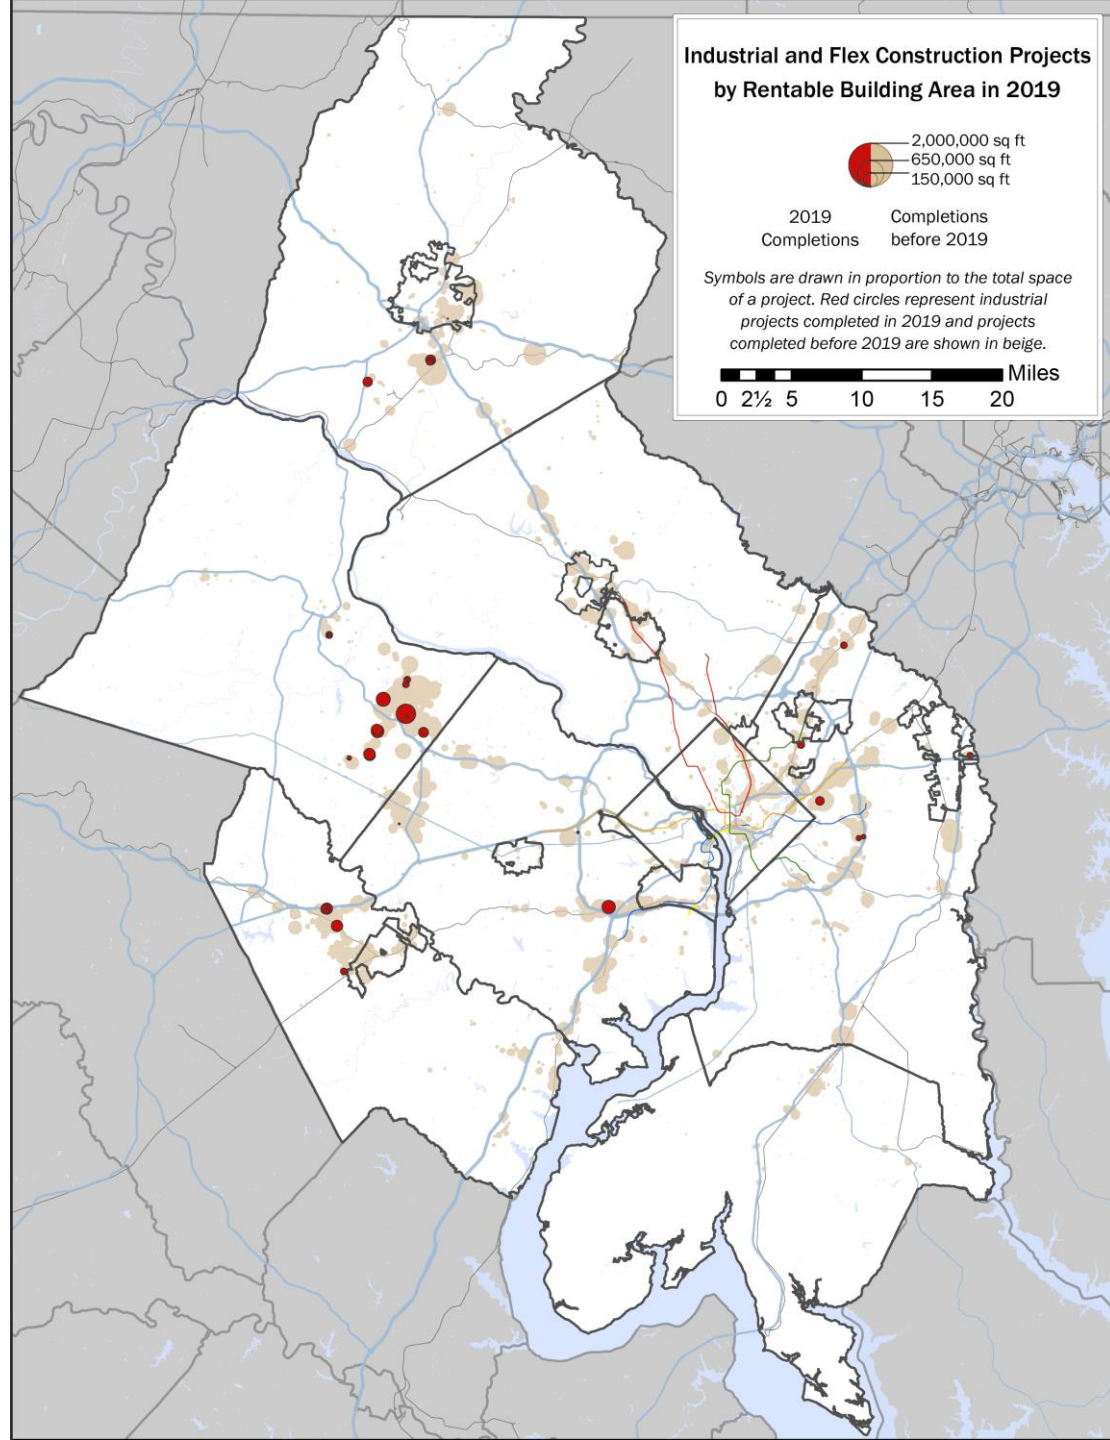 Industrial and Flex Construction Projects
by Rentable Building Area in 2019
2,000,000 sq ft
650,000 sq ft
150,000 sq ft
2019 Completions
Completions before 2019
Symbols are drawn in proportion to the total space
of a project. Red circles represent industrial
projects completed in 2019 and projects
completed before 2019 are shown in beige.
Miles
0 2½ 5 10 15 20